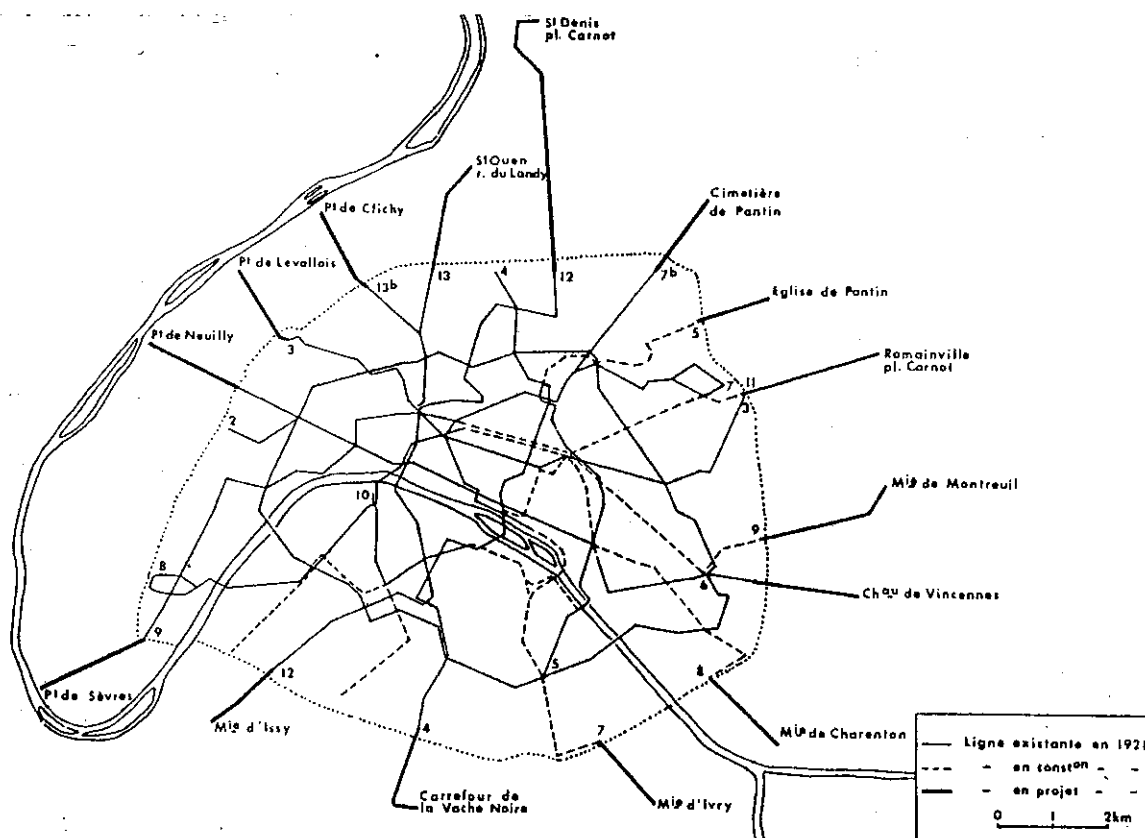 St Denis
pl. Carnot
St Ouen
r. du Landy
Cimetière
de Pantin
Pt de Clichy
Pt de Levallois
Pt de Neuilly
13b
13
4
12
7b
Eglise de Pantin
5
3
Romainville
pl. Carnot
7
11
3
2
10
Mie de Montreuil
9
8
6
Chau de Vincennes
9
5
8
12
Pt de Sèvres
Mie d'Issy
4
7
Mie de Charenton
Carrefour de
la Vache Noire
Mie d'Ivry
Ligne existante en 1928
- en conston - -
- en projet - -
0 1 2km